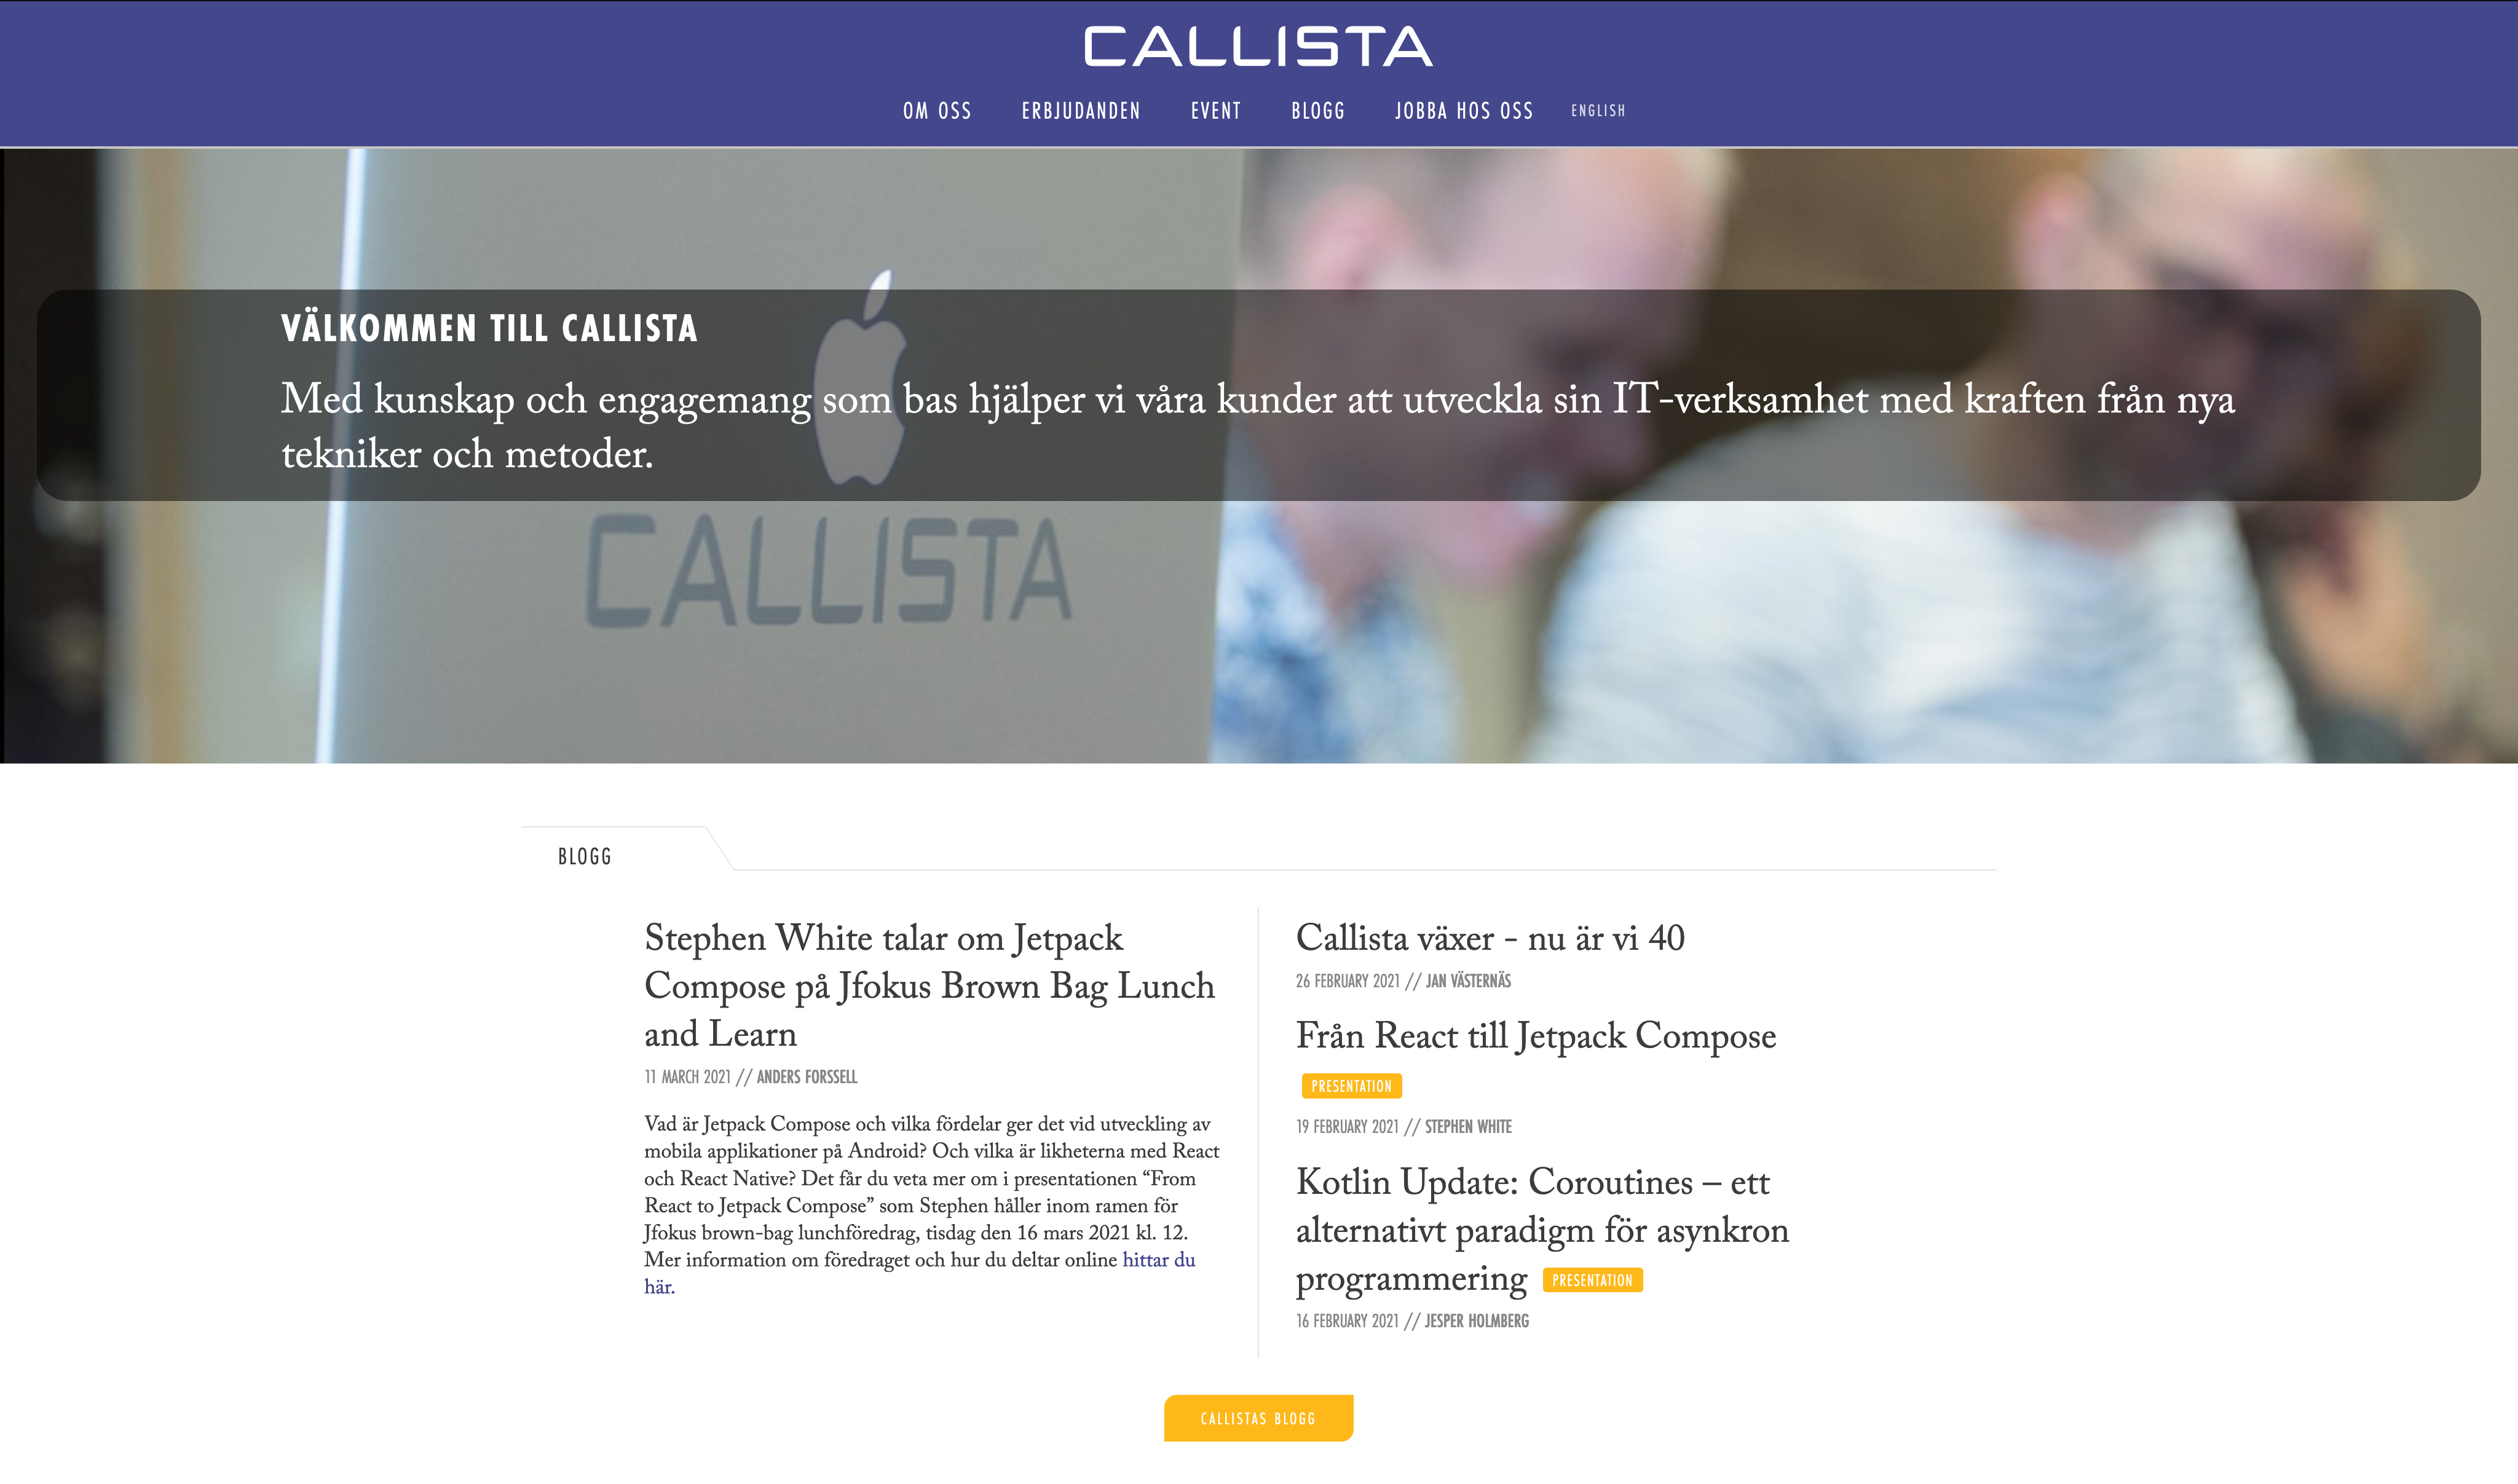 CALLISTA
OM OSS ERBJUDANDEN EVENT BLOGG JOBBA HOS OSS ENGLISH
VÄLKOMMEN TILL CALLISTA
Med kunskap och engagemang som bas hjälper vi våra kunder att utveckla sin IT-verksamhet med kraften från nya
tekniker och metoder.
CALLISTA
BLOGG
Stephen White talar om Jetpack
Compose på Jfokus Brown Bag Lunch
and Learn
11 MARCH 2021 // ANDERS FORSSELL
Vad är Jetpack Compose och vilka fördelar ger det vid utveckling av
mobila applikationer på Android? Och vilka är likheterna med React
och React Native? Det får du veta mer om i presentationen “From
React to Jetpack Compose” som Stephen håller inom ramen för
Jfokus brown-bag lunchföredrag, tisdag den 16 mars 2021 kl. 12.
Mer information om föredraget och hur du deltar online hittar du
här.
Callista växer - nu är vi 40
26 FEBRUARY 2021 // JAN VÄSTERNÄS
Från React till Jetpack Compose
PRESENTATION
19 FEBRUARY 2021 // STEPHEN WHITE
Kotlin Update: Coroutines – ett
alternativt paradigm för asynkron
programmering PRESENTATION
16 FEBRUARY 2021 // JESPER HOLMBERG
CALLISTAS BLOGG